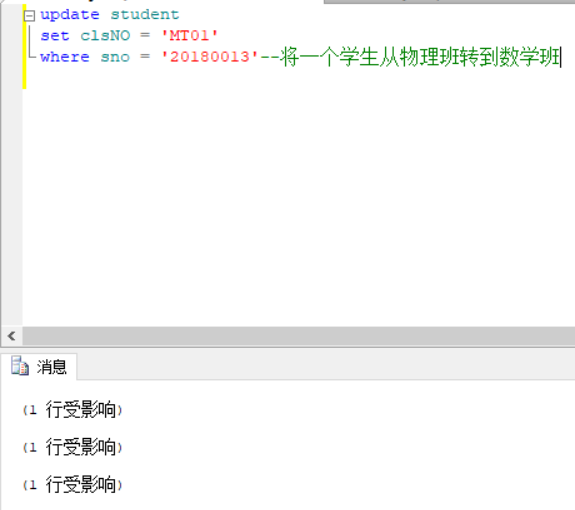 update student
set clsNO = 'MT01'
where sno = '20180013'--将一个学生从物理班转到数学班
消息
(1 行受影响)
(1 行受影响)
(1 行受影响)